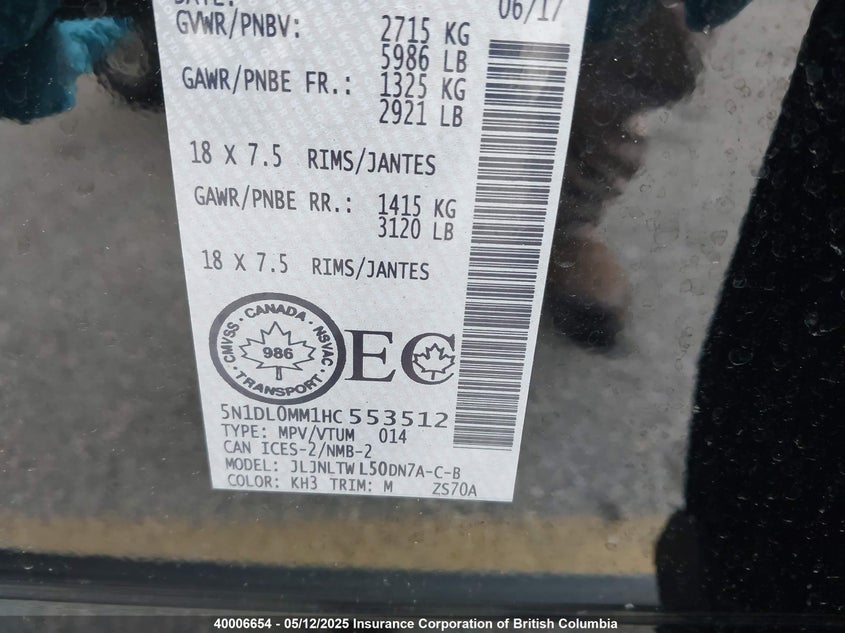 DATE: 06/17
GVWR/PNBV: 2715 KG
5986 LB
GAWR/PNBE FR.: 1325 KG
2921 LB
18 X 7.5 RIMS/JANTES
GAWR/PNBE RR.: 1415 KG
3120 LB
18 X 7.5 RIMS/JANTES
CANADA
CMVSS NSVAC
986
TRANSPORT
EC
5N1DL0MM1HC553512
TYPE: MPV/VTUM 014
CAN ICES-2/NMB-2
MODEL: JLJNLTW L50DN7A-C-B
COLOR: KH3 TRIM: M ZS70A
40006654 - 05/12/2025 Insurance Corporation of British Columbia